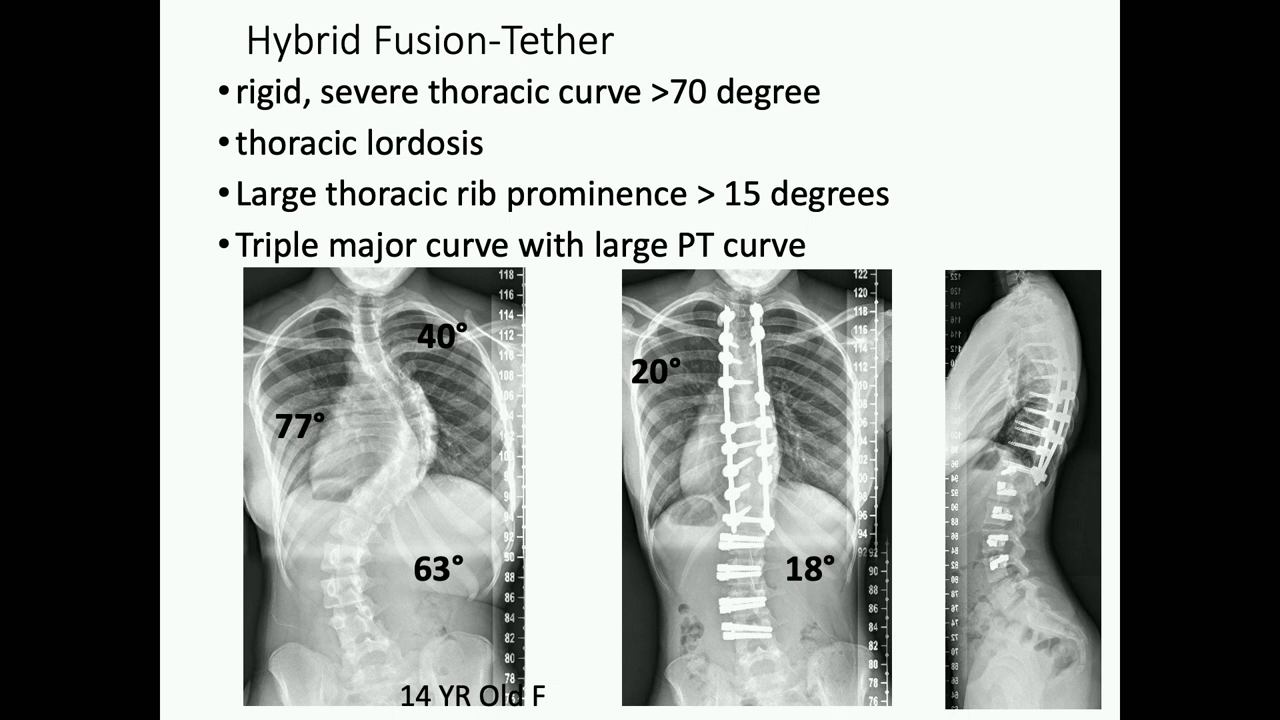 Hybrid Fusion-Tether
•rigid, severe thoracic curve >70 degree
•thoracic lordosis
•Large thoracic rib prominence > 15 degrees
•Triple major curve with large PT curve
40°
77°
63°
14 YR Old F
20°
18°